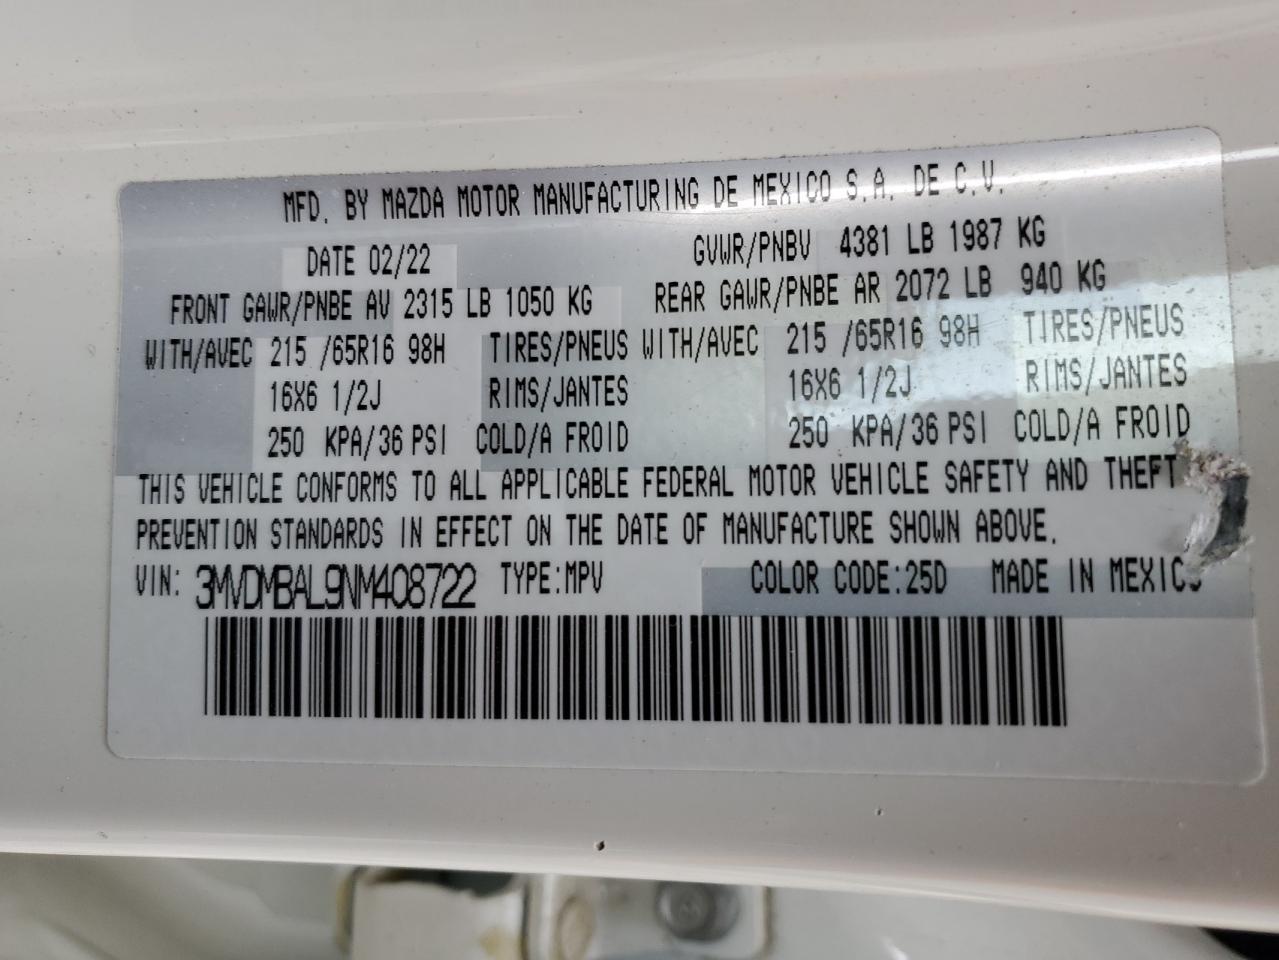 MFD. BY MAZDA MOTOR MANUFACTURING DE MEXICO S.A. DE C.V.
DATE 02/22 GVWR/PNBV 4381 LB 1987 KG
FRONT GAWR/PNBE AV 2315 LB 1050 KG REAR GAWR/PNBE AR 2072 LB 940 KG
WITH/AVEC 215 /65R16 98H TIRES/PNEUS WITH/AVEC 215 /65R16 98H TIRES/PNEUS
16X6 1/2J RIMS/JANTES 16X6 1/2J RIMS/JANTES
250 KPA/36 PSI COLD/A FROID 250 KPA/36 PSI COLD/A FROID
THIS VEHICLE CONFORMS TO ALL APPLICABLE FEDERAL MOTOR VEHICLE SAFETY AND THEFT
PREVENTION STANDARDS IN EFFECT ON THE DATE OF MANUFACTURE SHOWN ABOVE.
VIN: 3MVDMBAL9NM408722 TYPE:MPV COLOR CODE:25D MADE IN MEXICO